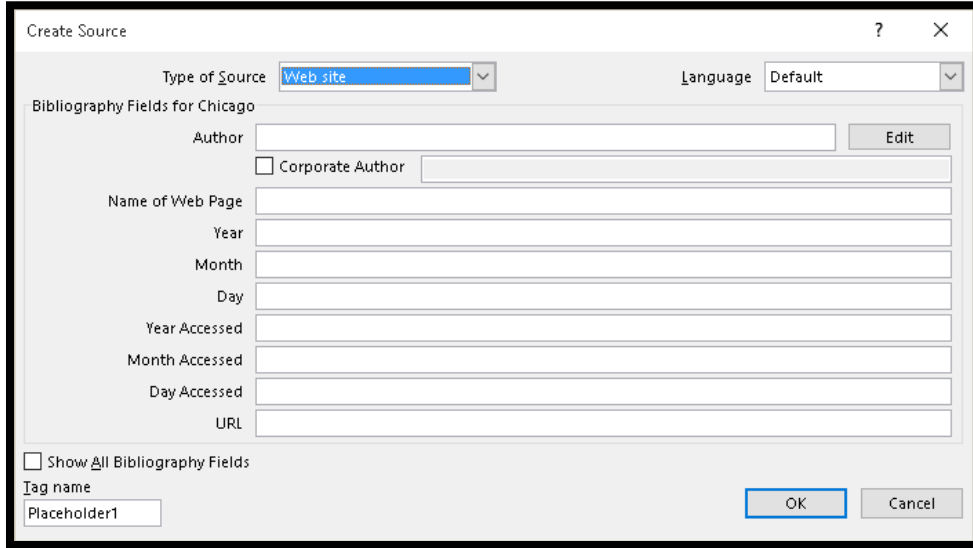 Create Source ?
Type of Source Web site Language Default
Bibliography Fields for Chicago
Author Edit
Corporate Author
Name of Web Page
Year
Month
Day
Year Accessed
Month Accessed
Day Accessed
URL
Show All Bibliography Fields
Tag name
Placeholder1 OK Cancel